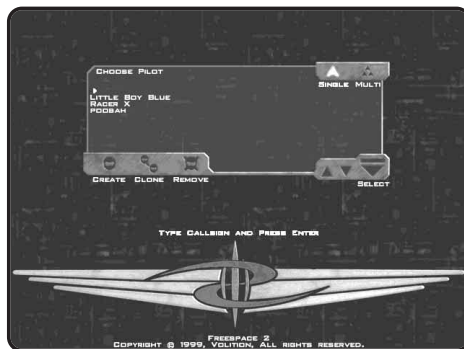 Choose Pilot
Single Multi
Little Boy Blue
Racer X
Poobah
Create Clone Remove
Select
Type Callsign and Press Enter
Freespace 2
Copyright © 1999, Volition, All rights reserved.